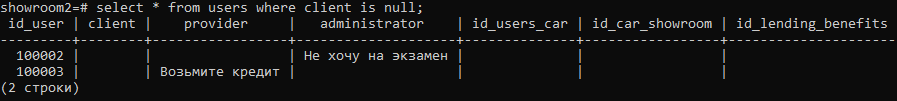 showroom2=# select * from users where client is null;
 id_user | client |   provider    |   administrator    | id_users_car | id_car_showroom | id_lending_benefits
---------+--------+---------------+--------------------+--------------+-----------------+---------------------
  100002 |        |               | Не хочу на экзамен |              |                 |
  100003 |        | Возьмите кредит |                    |              |                 |
(2 строки)